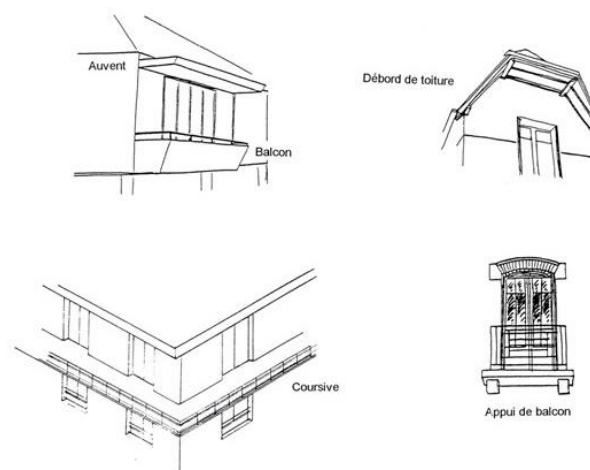 Auvent
Débord de toiture
Balcon
Coursive
Appui de balcon